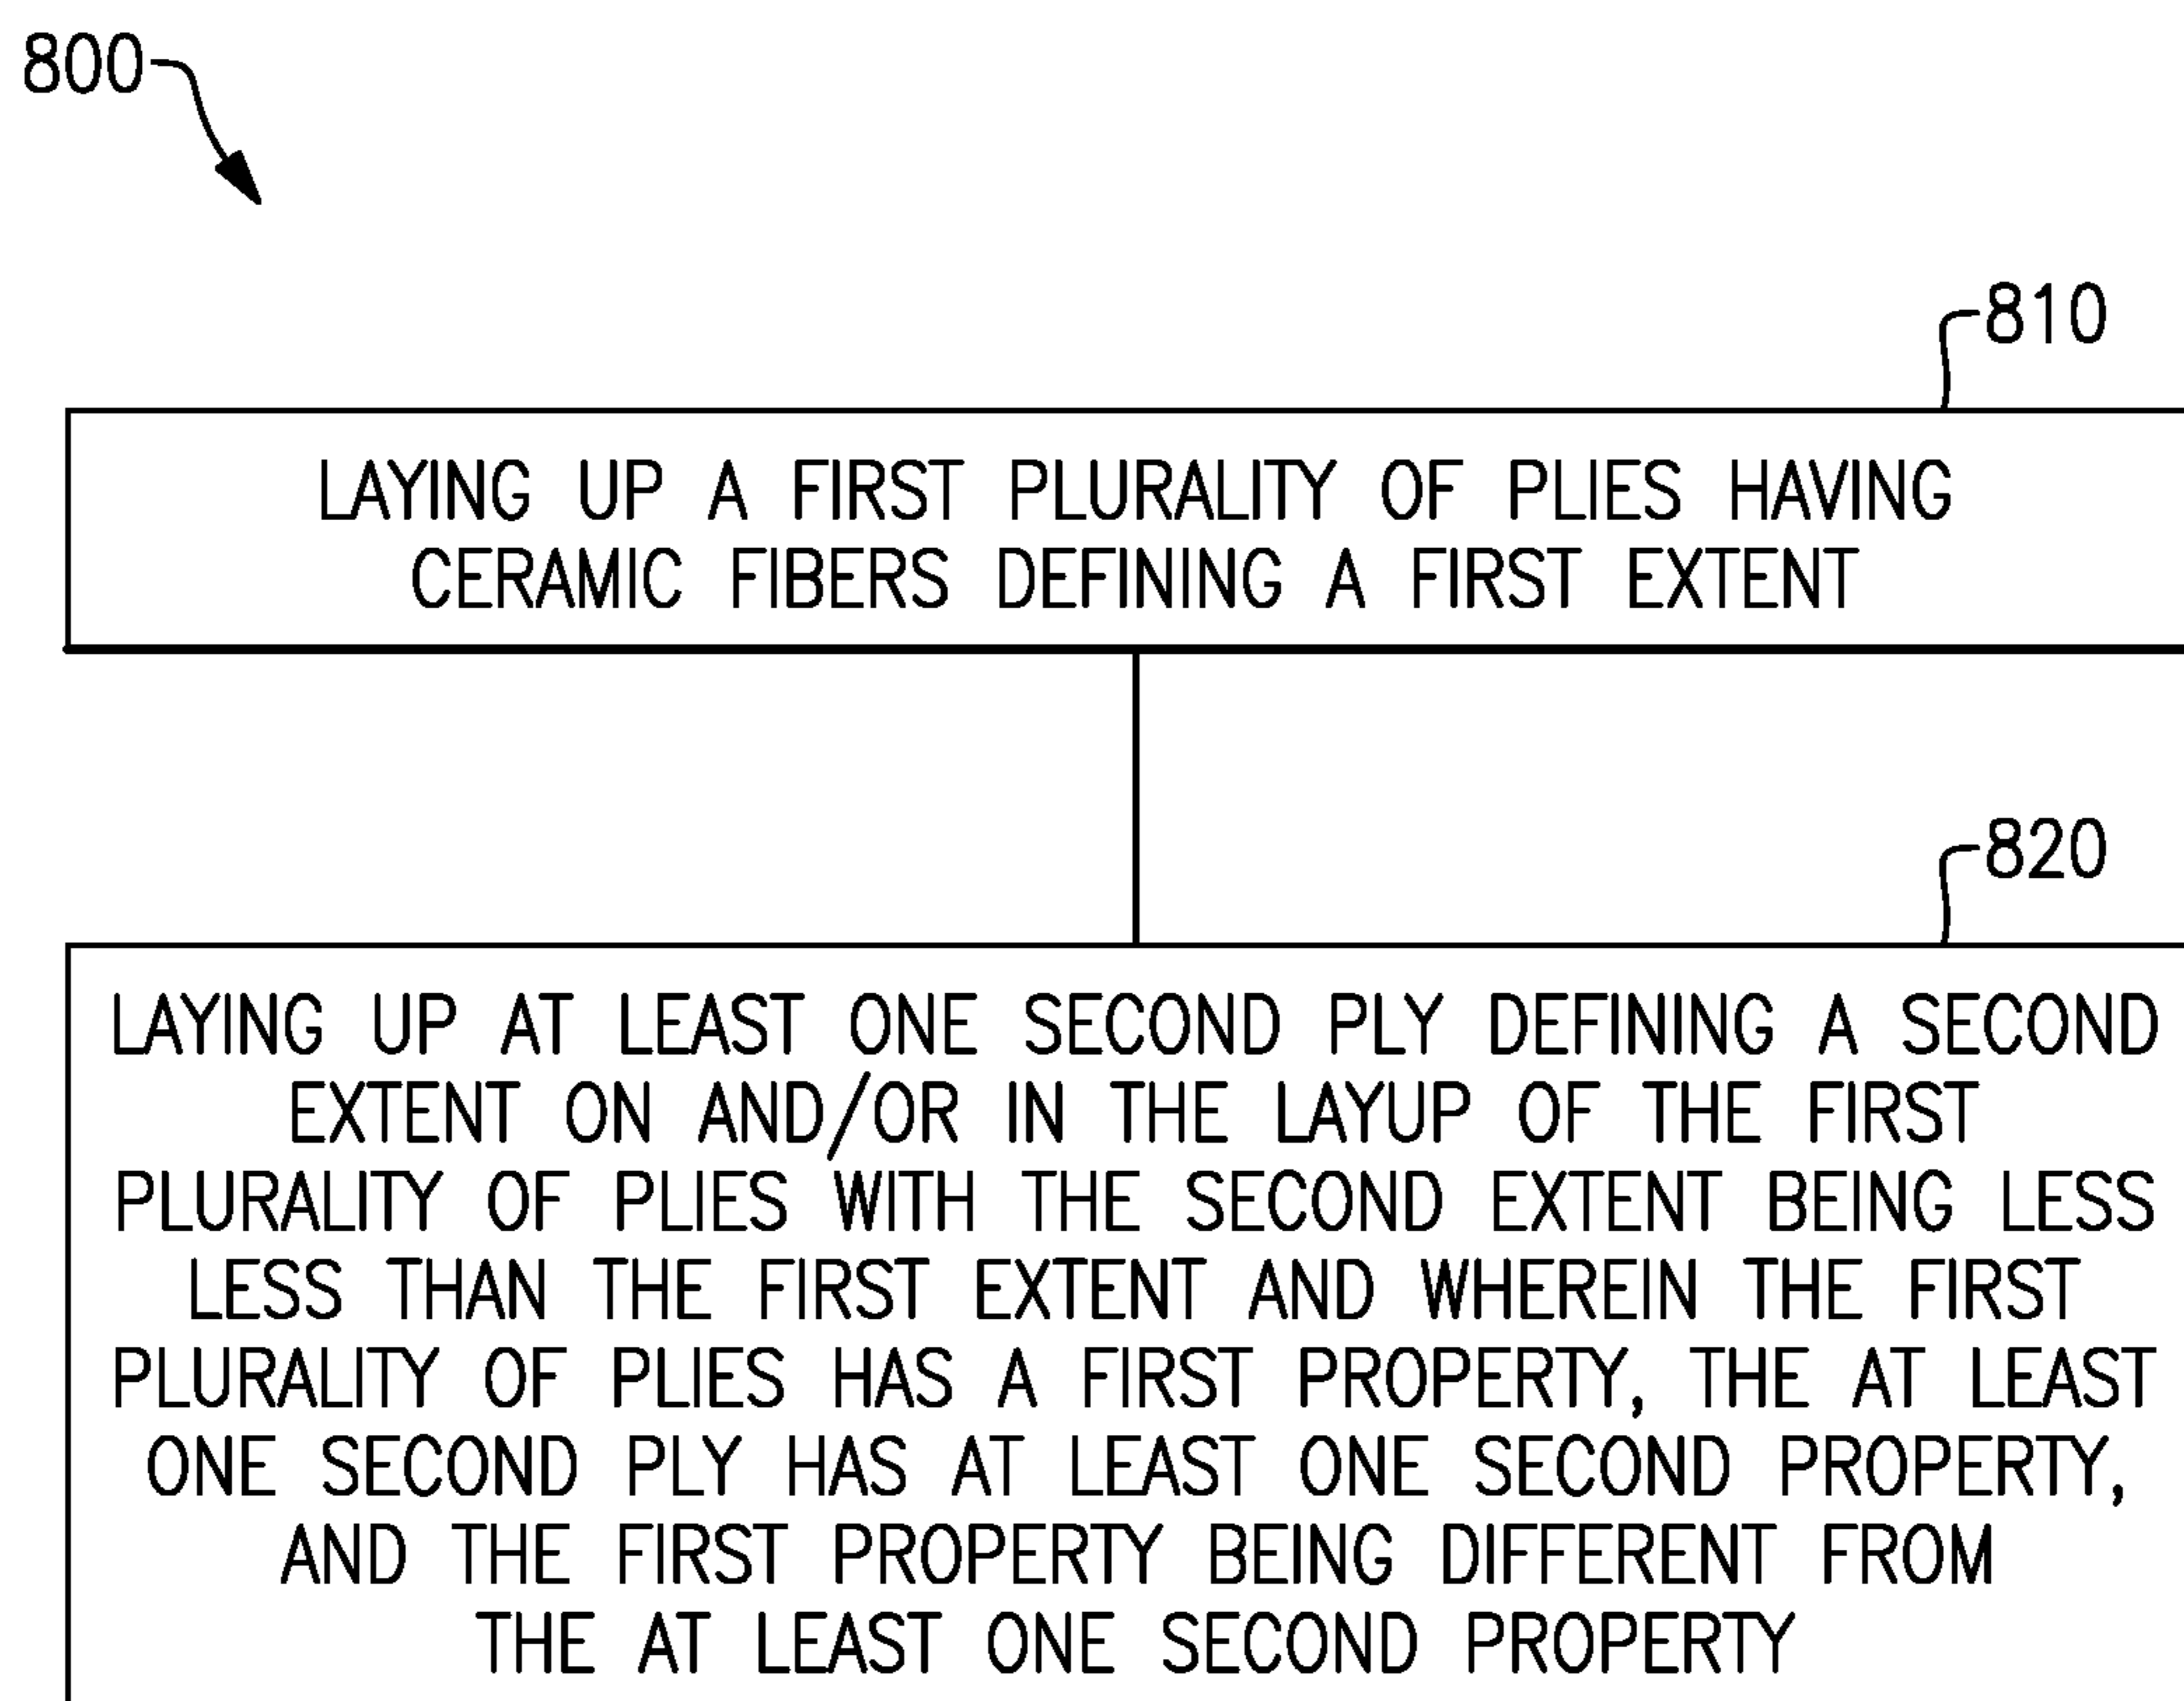 800
810
LAYING UP A FIRST PLURALITY OF PLIES HAVING
CERAMIC FIBERS DEFINING A FIRST EXTENT
820
LAYING UP AT LEAST ONE SECOND PLY DEFINING A SECOND
EXTENT ON AND/OR IN THE LAYUP OF THE FIRST
PLURALITY OF PLIES WITH THE SECOND EXTENT BEING LESS
LESS THAN THE FIRST EXTENT AND WHEREIN THE FIRST
PLURALITY OF PLIES HAS A FIRST PROPERTY, THE AT LEAST
ONE SECOND PLY HAS AT LEAST ONE SECOND PROPERTY,
AND THE FIRST PROPERTY BEING DIFFERENT FROM
THE AT LEAST ONE SECOND PROPERTY